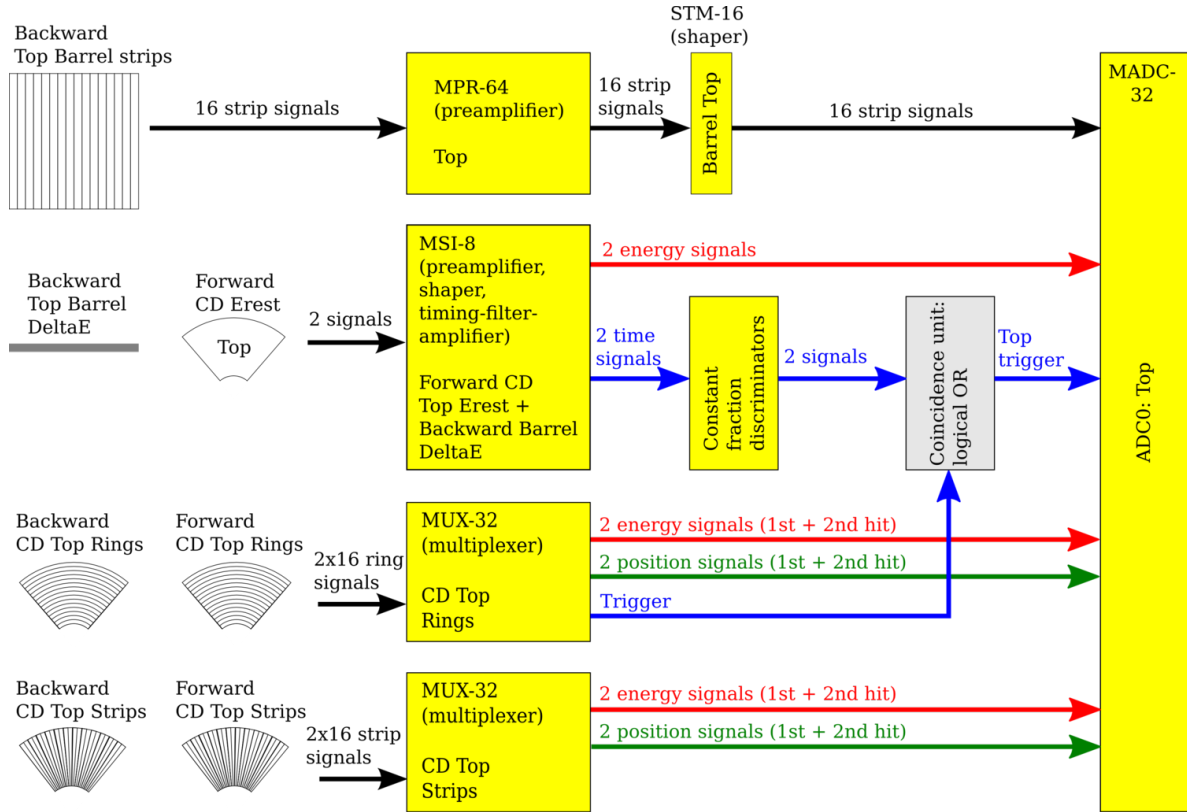 Backward
Top Barrel strips
16 strip signals
MPR-64
(preamplifier)
Top
16 strip
signals
STM-16
(shaper)
Barrel Top
16 strip signals
MADC-
32
ADC0: Top
Backward
Top Barrel
DeltaE
Forward
CD Erest
Top
2 signals
MSI-8
(preamplifier,
shaper,
timing-filter-
amplifier)
Forward CD
Top Erest +
Backward Barrel
DeltaE
2 energy signals
2 time
signals
Constant
fraction
discriminators
2 signals
Coincidence unit:
logical OR
Top
trigger
Backward
CD Top Rings
Forward
CD Top Rings
2x16 ring
signals
MUX-32
(multiplexer)
CD Top
Rings
2 energy signals (1st + 2nd hit)
2 position signals (1st + 2nd hit)
Trigger
Backward
CD Top Strips
Forward
CD Top Strips
2x16 strip
signals
MUX-32
(multiplexer)
CD Top
Strips
2 energy signals (1st + 2nd hit)
2 position signals (1st + 2nd hit)